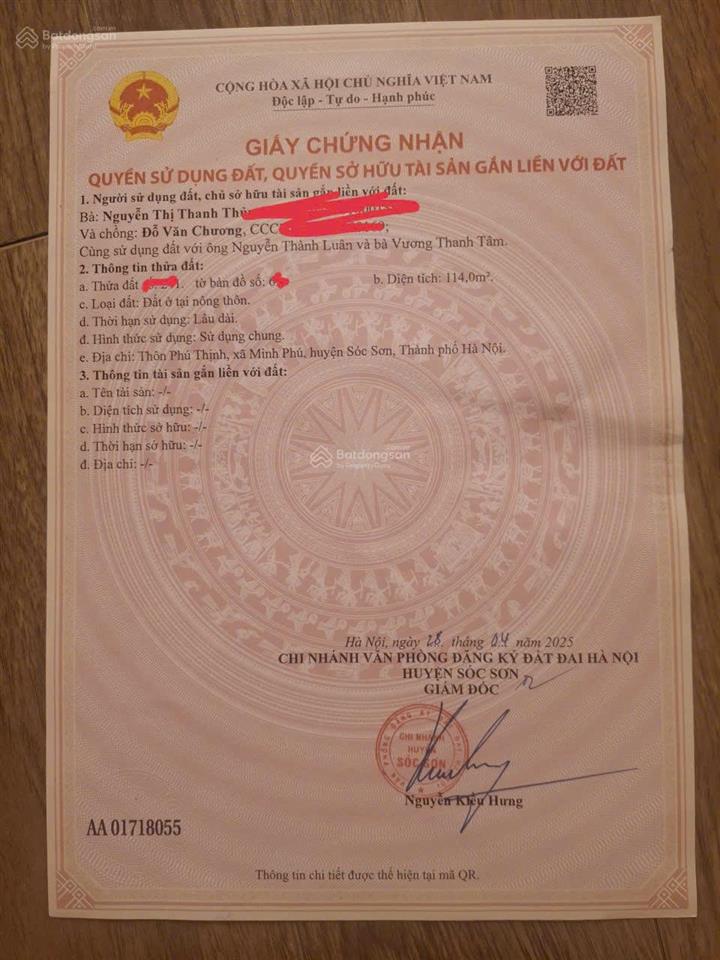 Batdongsan
by PropertyGuru
CỘNG HÒA XÃ HỘI CHỦ NGHĨA VIỆT NAM
Độc lập - Tự do - Hạnh phúc
GIẤY CHỨNG NHẬN
QUYỀN SỬ DỤNG ĐẤT, QUYỀN SỞ HỮU TÀI SẢN GẮN LIỀN VỚI ĐẤT
1. Người sử dụng đất, chủ sở hữu tài sản gắn liền với đất:
Bà: Nguyễn Thị Thanh
Và chồng: Đỗ Văn Chương, CCC
Cùng sử dụng đất với ông Nguyễn Thành Luân và bà Vương Thanh Tâm.
2. Thông tin thửa đất:
a. Thửa đất tờ bản đồ số: b. Diện tích: 114,0m².
c. Loại đất: Đất ở tại nông thôn.
d. Thời hạn sử dụng: Lâu dài.
đ. Hình thức sử dụng: Sử dụng chung.
e. Địa chỉ: Thôn Phú Thịnh, xã Minh Phú, huyện Sóc Sơn, Thành phố Hà Nội.
3. Thông tin tài sản gắn liền với đất:
a. Tên tài sản: -/-
b. Diện tích sử dụng: -/-
c. Hình thức sở hữu: -/-
d. Thời hạn sở hữu: -/-
đ. Địa chỉ: -/-
Batdongsan
by PropertyGuru
Hà Nội, ngày 28 tháng 04 năm 2025
CHI NHÁNH VĂN PHÒNG ĐĂNG KÝ ĐẤT ĐAI HÀ NỘI
HUYỆN SÓC SƠN
GIÁM ĐỐC
CHI NHÁNH
HUYỆN
SÓC SƠN
Nguyễn Kiều Hưng
AA 01718055
Thông tin chi tiết được thể hiện tại mã QR.